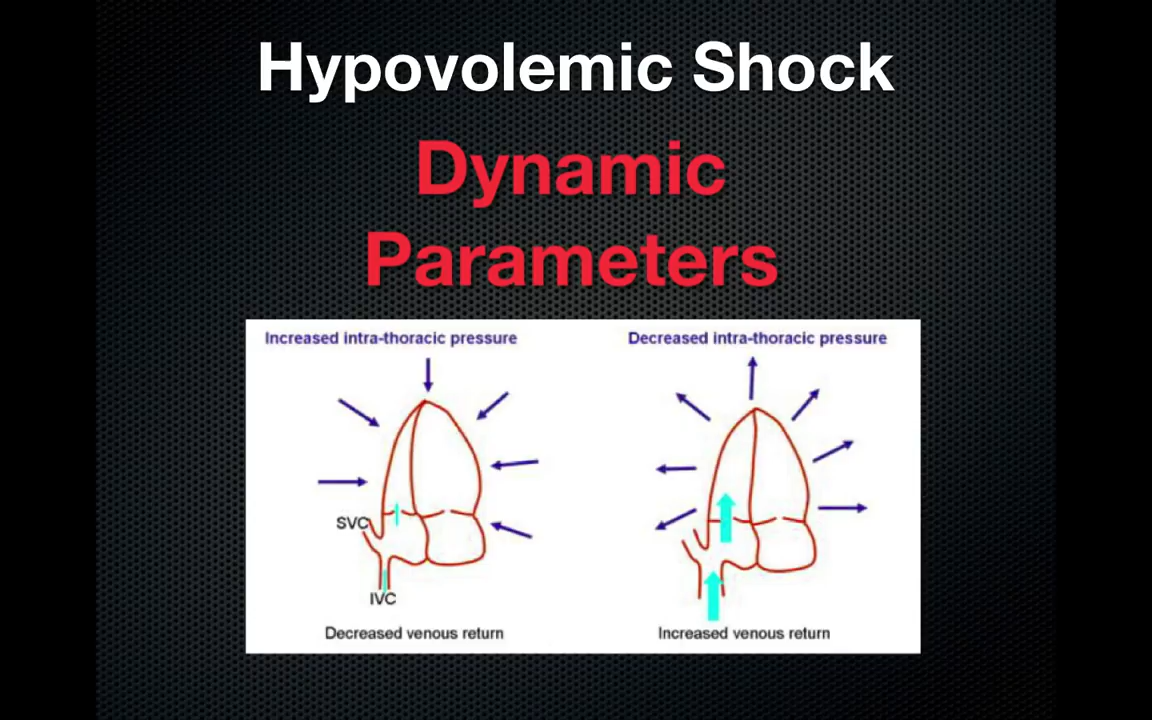 Hypovolemic Shock
Dynamic
Parameters
Increased intra-thoracic pressure
Decreased intra-thoracic pressure
SVC
IVC
Decreased venous return
Increased venous return